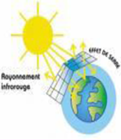 EFFET DE SERRE
Rayonnement
infrarouge